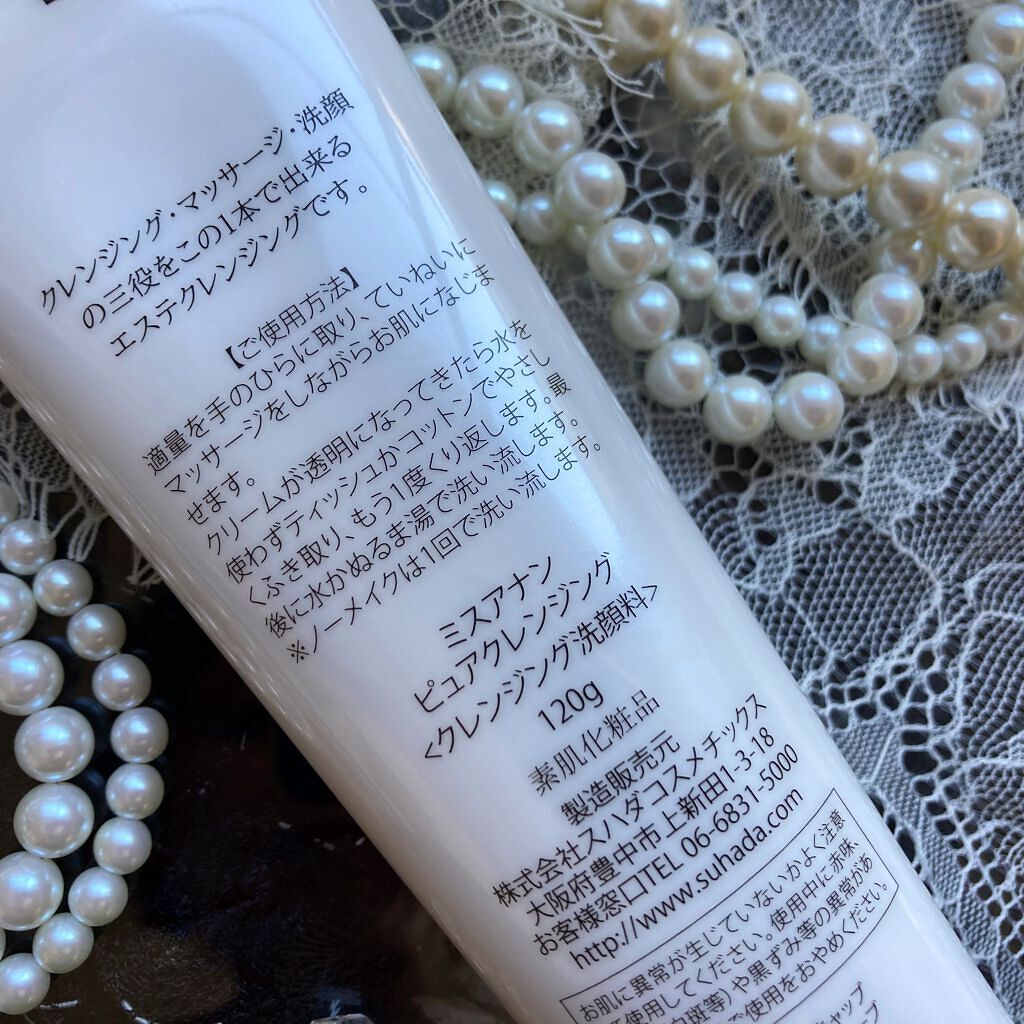 クレンジング・マッサージ・洗顔
の三役をこの1本で出来る
エステクレンジングです。
【ご使用方法】
適量を手のひらに取り、ていねいに
マッサージをしながらお肌になじま
せます。
クリームが透明になってきたら水を
使わずティッシュかコットンでやさし
くふき取り、もう1度くり返します。最
後に水かぬるま湯で洗い流します。
※ノーメイクは1回で洗い流します。
ミスアナン
ピュアクレンジング
<クレンジング洗顔料>
120g
素肌化粧品
製造販売元
株式会社スハダコスメチックス
大阪府豊中市上新田1-3-18
お客様窓口TEL 06-6831-5000
http://www.suhada.com
お肌に異常が生じていないかよく注意
ご使用してください。使用中に赤味、
白斑等)や黒ずみ等の異常があ
ご使用をおやめください。
キャップ